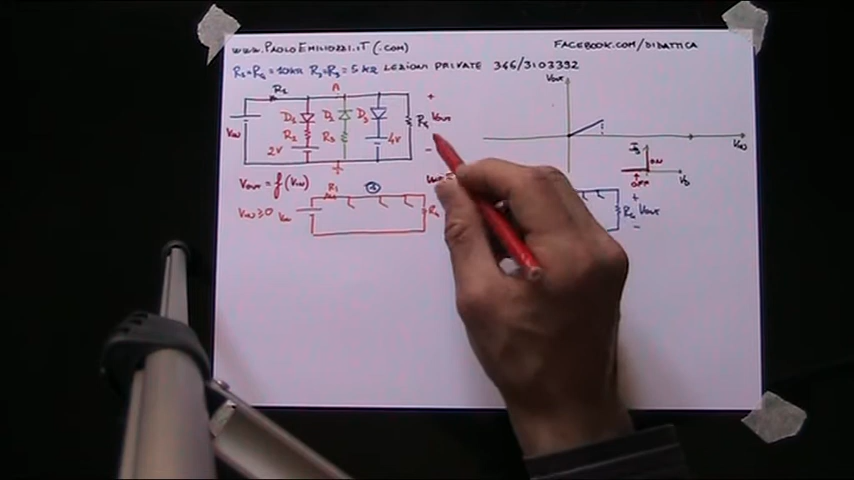 www.PaoloEmiliozzi.iT (.com)
Facebook.com/didattica
R1=R4=10kΩ R2=R3=5kΩ LEZIONI PRIVATE 346/3103392
R1
A
+
D1
D2
D3
Vin
R2
R3
R4
Vout
2V
4V
-
Vout
Vin
ID
ON
OFF
VD
Vout = f(Vin)
Vin≥0
Vin
R1
R4
+
R4 Vout
-